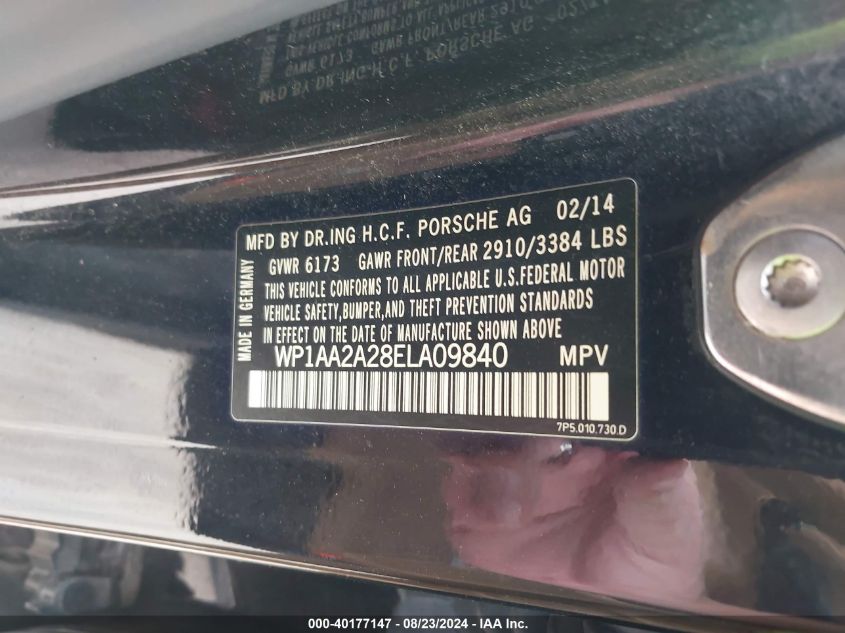 MFD BY DR.ING H.C.F. PORSCHE AG 02/14
GVWR 6173 GAWR FRONT/REAR 2910/3384 LBS
THIS VEHICLE CONFORMS TO ALL APPLICABLE U.S.FEDERAL MOTOR
VEHICLE SAFETY,BUMPER,AND THEFT PREVENTION STANDARDS
IN EFFECT ON THE DATE OF MANUFACTURE SHOWN ABOVE
WP1AA2A28ELA09840 MPV
MADE IN GERMANY
7P5.010.730.D
000-40177147 - 08/23/2024 - IAA Inc.